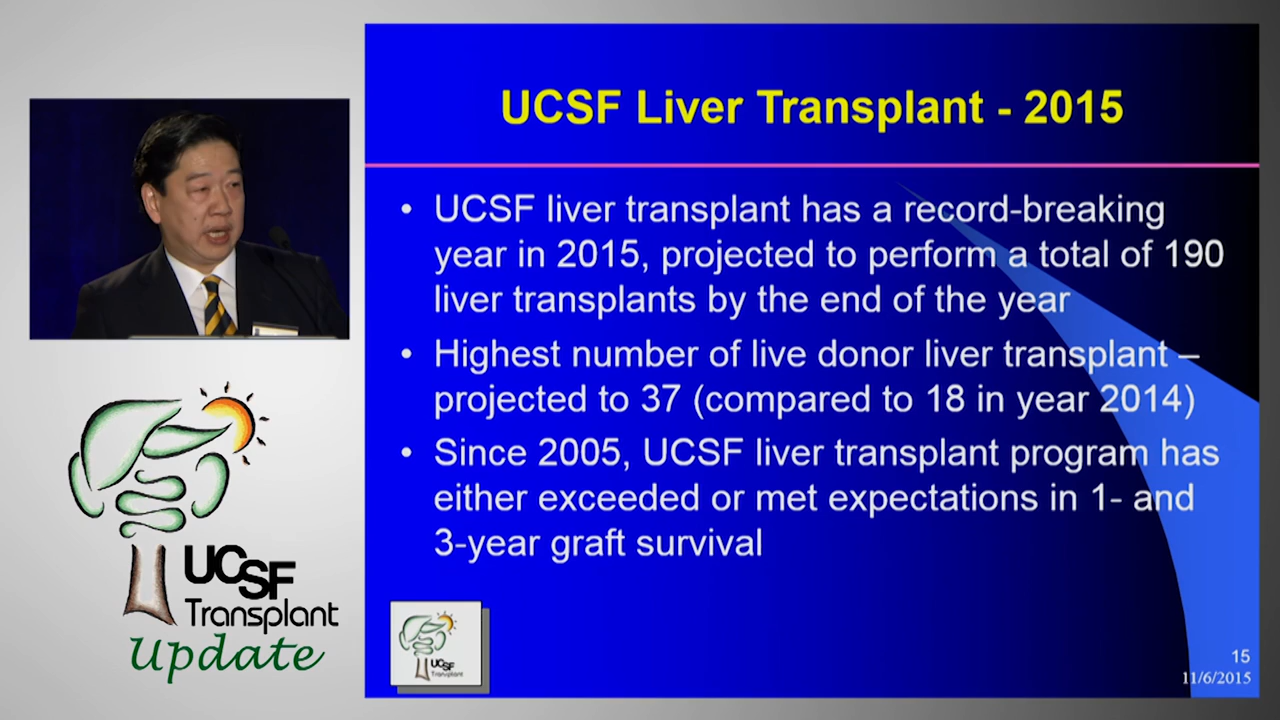 UCSF Liver Transplant - 2015
• UCSF liver transplant has a record-breaking
year in 2015, projected to perform a total of 190
liver transplants by the end of the year
• Highest number of live donor liver transplant –
projected to 37 (compared to 18 in year 2014)
• Since 2005, UCSF liver transplant program has
either exceeded or met expectations in 1- and
3-year graft survival
UCSF
Transplant
Update
UCSF
Transplant
15
11/6/2015